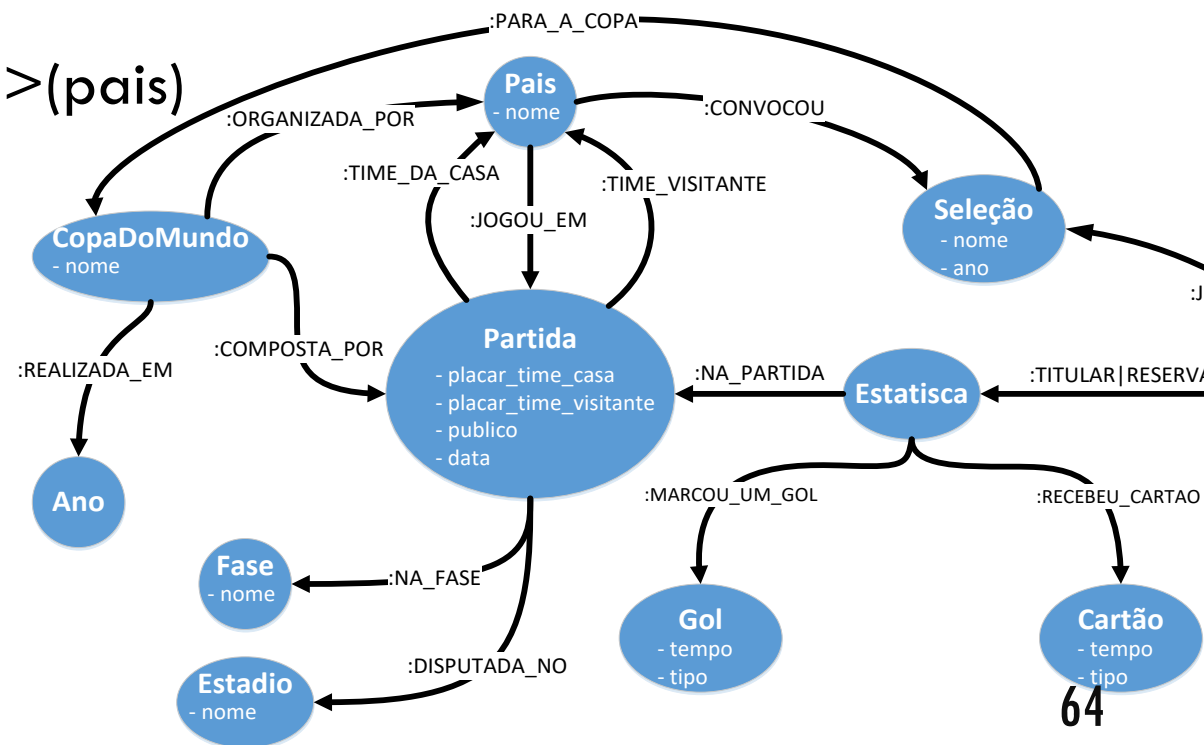 :PARA_A_COPA
>(pais)
Pais
- nome
:ORGANIZADA_POR
:CONVOCOU
:TIME_DA_CASA
:TIME_VISITANTE
:JOGOU_EM
Seleção
- nome
- ano
CopaDoMundo
- nome
:J
:REALIZADA_EM
:COMPOSTA_POR
Partida
- placar_time_casa
- placar_time_visitante
- publico
- data
:NA_PARTIDA
Estatisca
:TITULAR|RESERVA
Ano
:MARCOU_UM_GOL
:RECEBEU_CARTAO
Fase
- nome
:NA_FASE
Gol
- tempo
- tipo
Cartão
- tempo
- tipo
:DISPUTADA_NO
Estadio
- nome
64